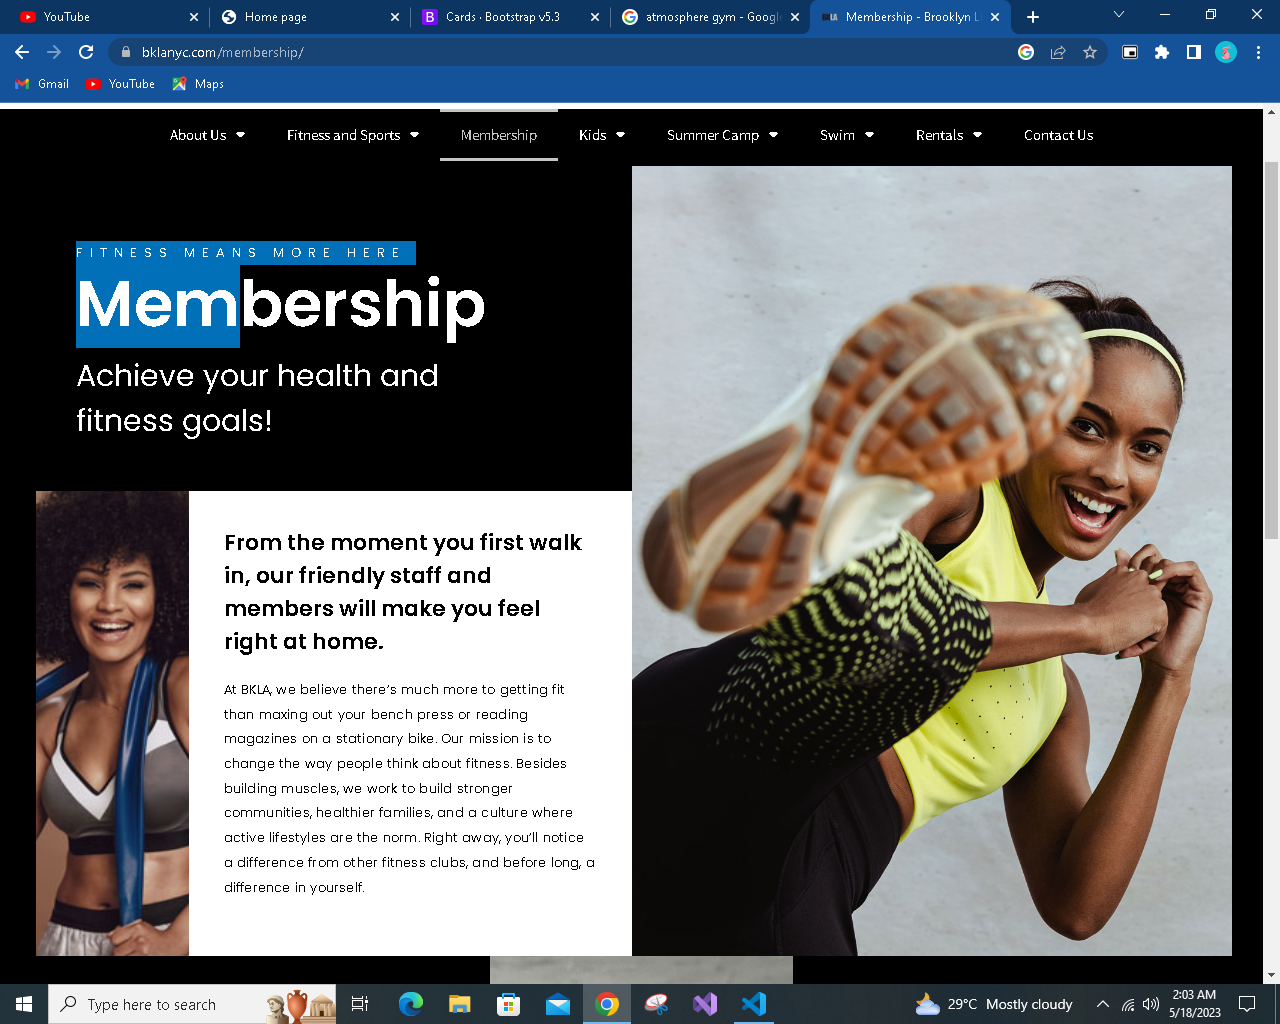 YouTube
Home page
Cards · Bootstrap v5.3
atmosphere gym - Googl
Membership - Brooklyn L
bklanyc.com/membership/
Gmail
YouTube
Maps
About Us
Fitness and Sports
Membership
Kids
Summer Camp
Swim
Rentals
Contact Us
FITNESS MEANS MORE HERE
Membership
Achieve your health and
fitness goals!
From the moment you first walk
in, our friendly staff and
members will make you feel
right at home.
At BKLA, we believe there's much more to getting fit
than maxing out your bench press or reading
magazines on a stationary bike. Our mission is to
change the way people think about fitness. Besides
building muscles, we work to build stronger
communities, healthier families, and a culture where
active lifestyles are the norm. Right away, you'll notice
a difference from other fitness clubs, and before long, a
difference in yourself.
Type here to search
29°C Mostly cloudy
2:03 AM
5/18/2023